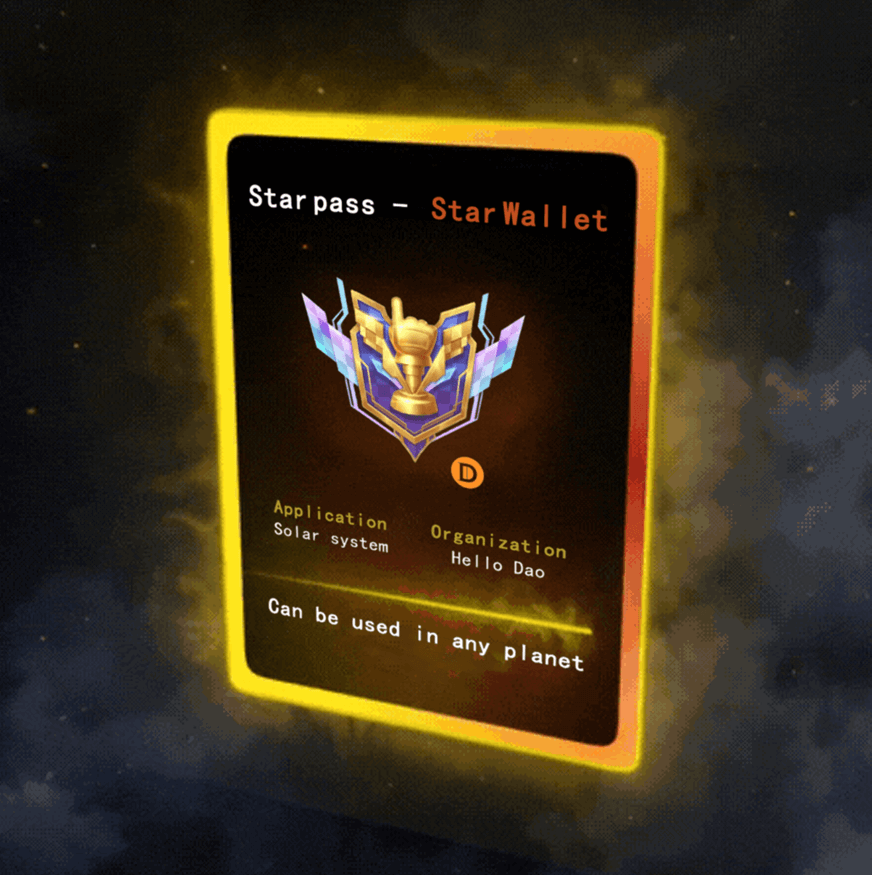 Starpass - StarWallet
D
Application
Solar system
Organization
Hello Dao
Can be used in any planet